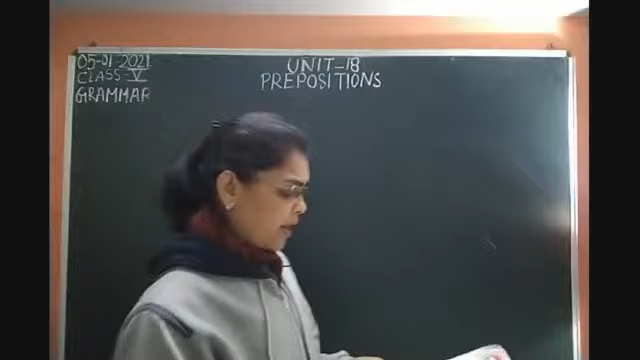 05-01-2021
CLASS-V
GRAMMAR
UNIT-18
PREPOSITIONS